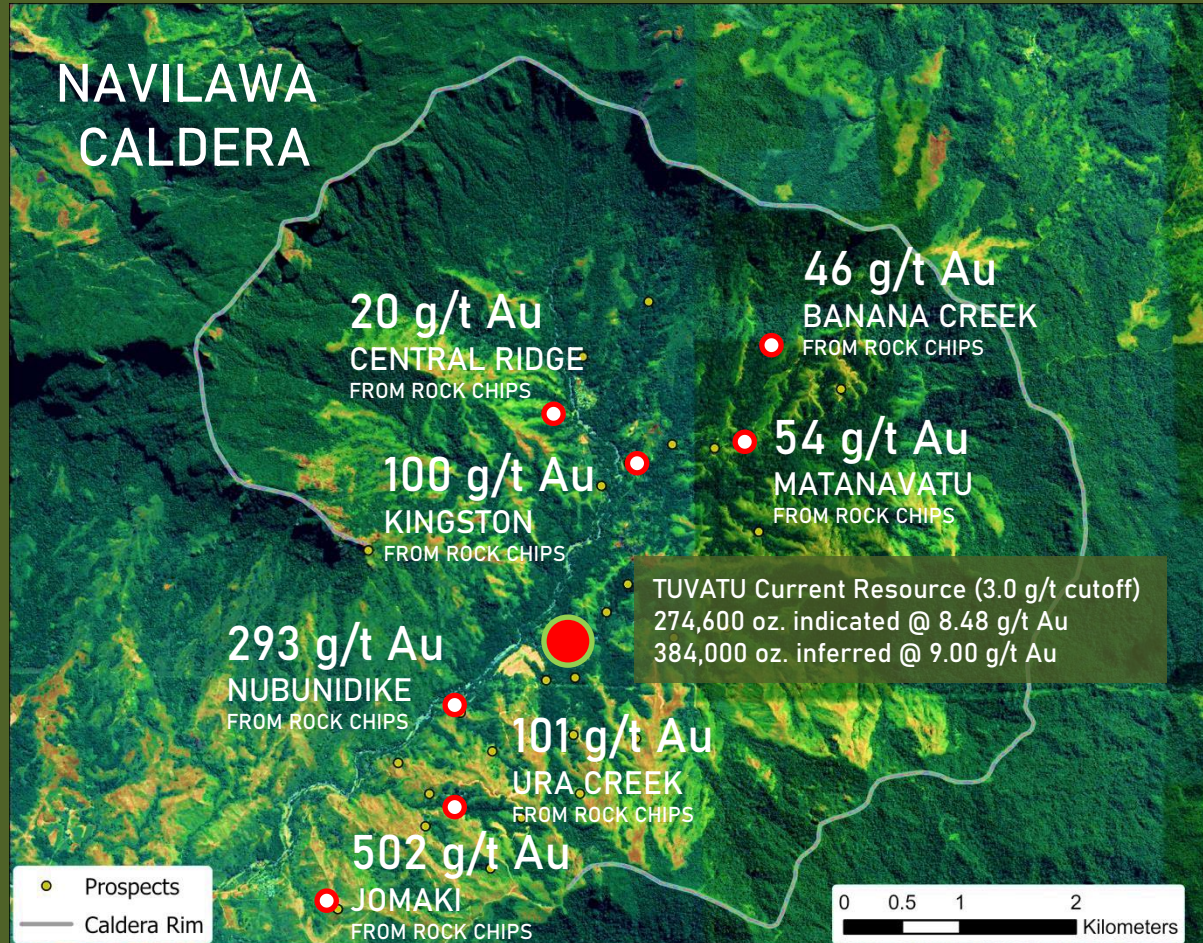 NAVILAWA
CALDERA
46 g/t Au
BANANA CREEK
FROM ROCK CHIPS
20 g/t Au
CENTRAL RIDGE
FROM ROCK CHIPS
54 g/t Au
MATANAVATU
FROM ROCK CHIPS
100 g/t Au
KINGSTON
FROM ROCK CHIPS
TUVATU Current Resource (3.0 g/t cutoff)
274,600 oz. indicated @ 8.48 g/t Au
384,000 oz. inferred @ 9.00 g/t Au
293 g/t Au
NUBUNIDIKE
FROM ROCK CHIPS
101 g/t Au
URA CREEK
FROM ROCK CHIPS
502 g/t Au
JOMAKI
FROM ROCK CHIPS
Prospects
Caldera Rim
0 0.5 1 2
Kilometers